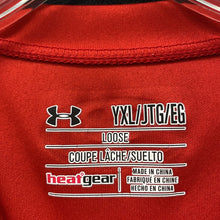 YXL/JTG/EG
LOOSE
COUPE LÂCHE/SUELTO
heatgear
MADE IN CHINA
FABRIQUÉ EN CHINE
HECHO EN CHINA